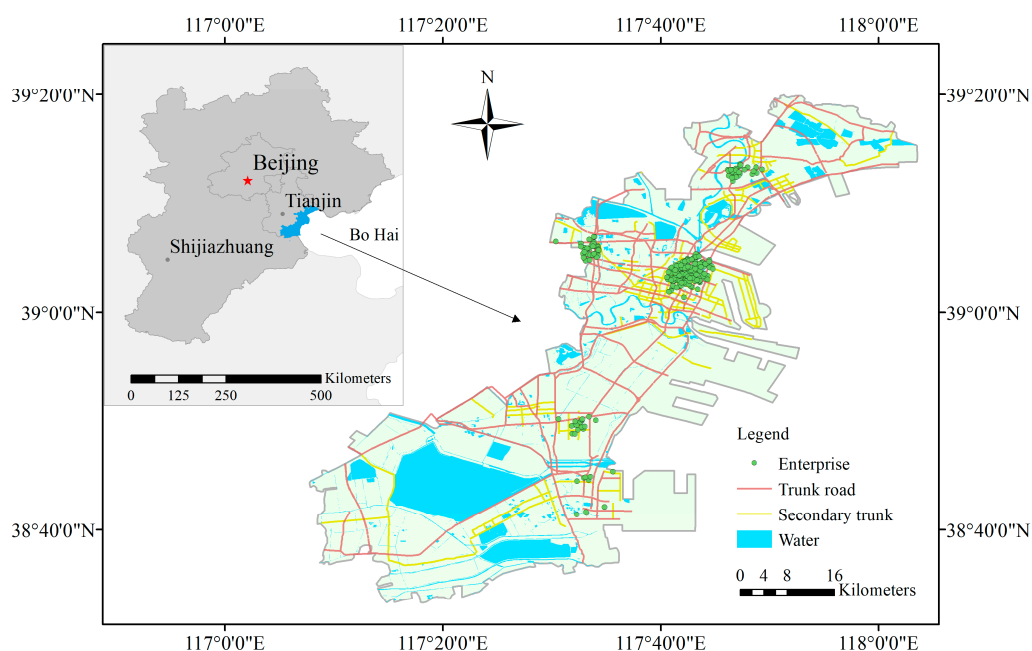 117°0'0"E 117°20'0"E 117°40'0"E 118°0'0"E
39°20'0"N 39°20'0"N
N
Beijing
Tianjin
Shijiazhuang
Bo Hai
39°0'0"N 39°0'0"N
Kilometers
0 125 250 500
Legend
Enterprise
Trunk road
Secondary trunk
Water
38°40'0"N 38°40'0"N
0 4 8 16
Kilometers
117°0'0"E 117°20'0"E 117°40'0"E 118°0'0"E